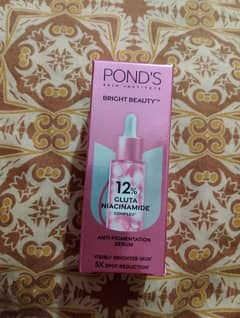 POND'S
SKIN INSTITUTE
BRIGHT BEAUTY™
12%
GLUTA
NIACINAMIDE
COMPLEX*
ANTI-PIGMENTATION
SERUM
VISIBLY BRIGHTER SKIN
5X SPOT REDUCTION